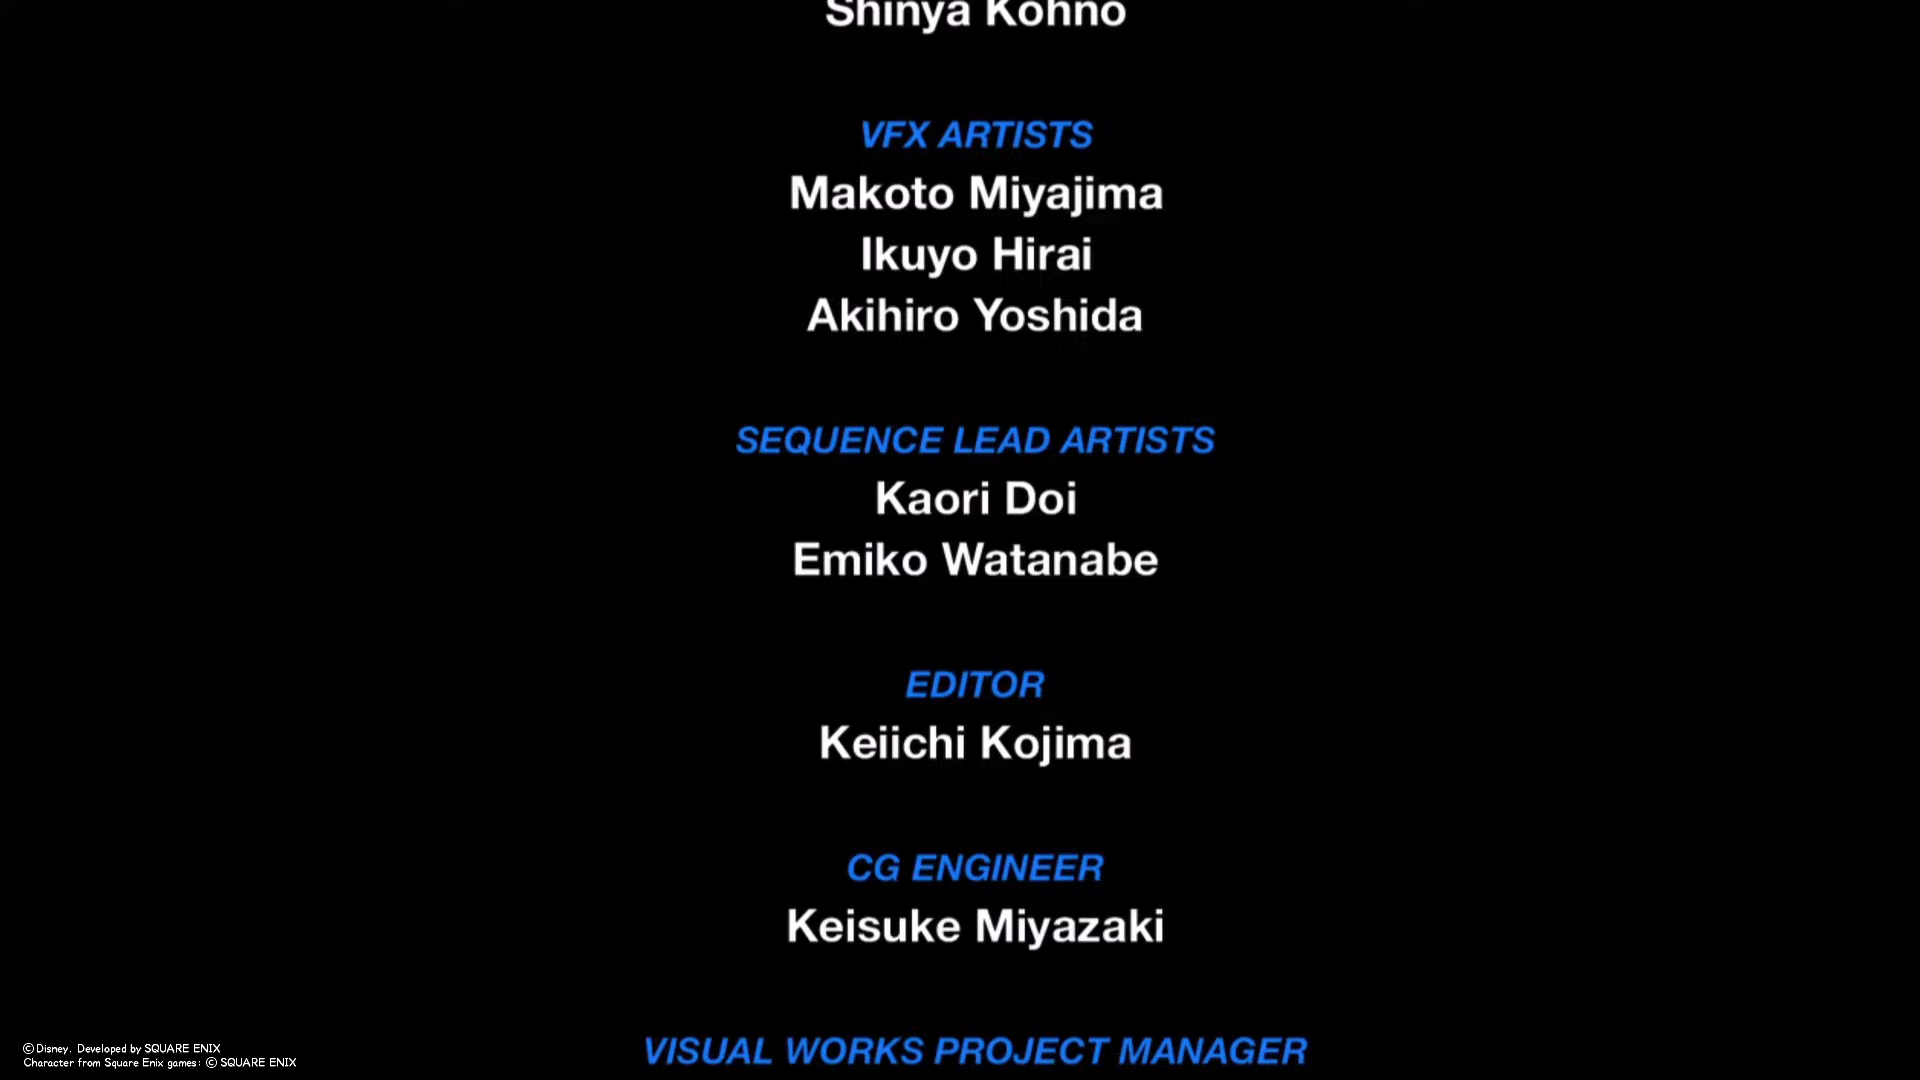 Shinya Kohno
VFX ARTISTS
Makoto Miyajima
Ikuyo Hirai
Akihiro Yoshida
SEQUENCE LEAD ARTISTS
Kaori Doi
Emiko Watanabe
EDITOR
Keiichi Kojima
CG ENGINEER
Keisuke Miyazaki
VISUAL WORKS PROJECT MANAGER
©Disney. Developed by SQUARE ENIX
Character from Square Enix games: © SQUARE ENIX